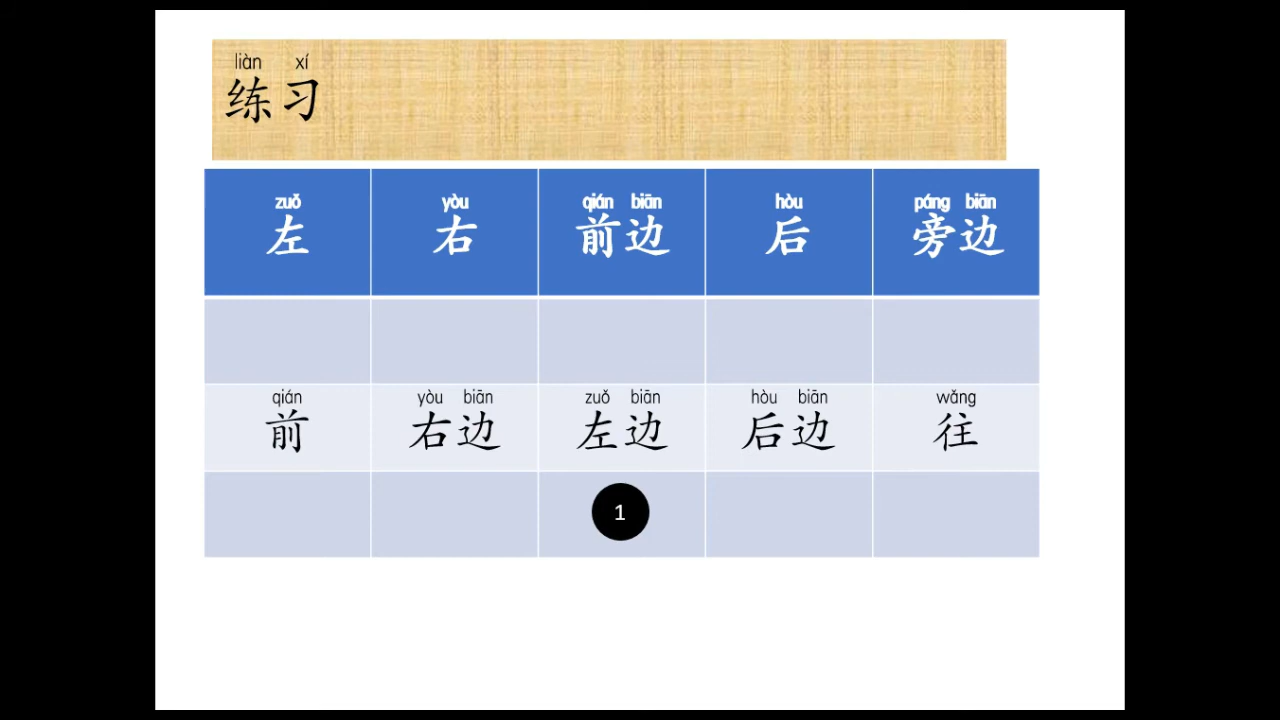 liàn xí
练习
zuǒ yòu qián biān hòu páng biān
左 右 前边 后 旁边
qián yòu biān zuǒ biān hòu biān wǎng
前 右边 左边 后边 往
1